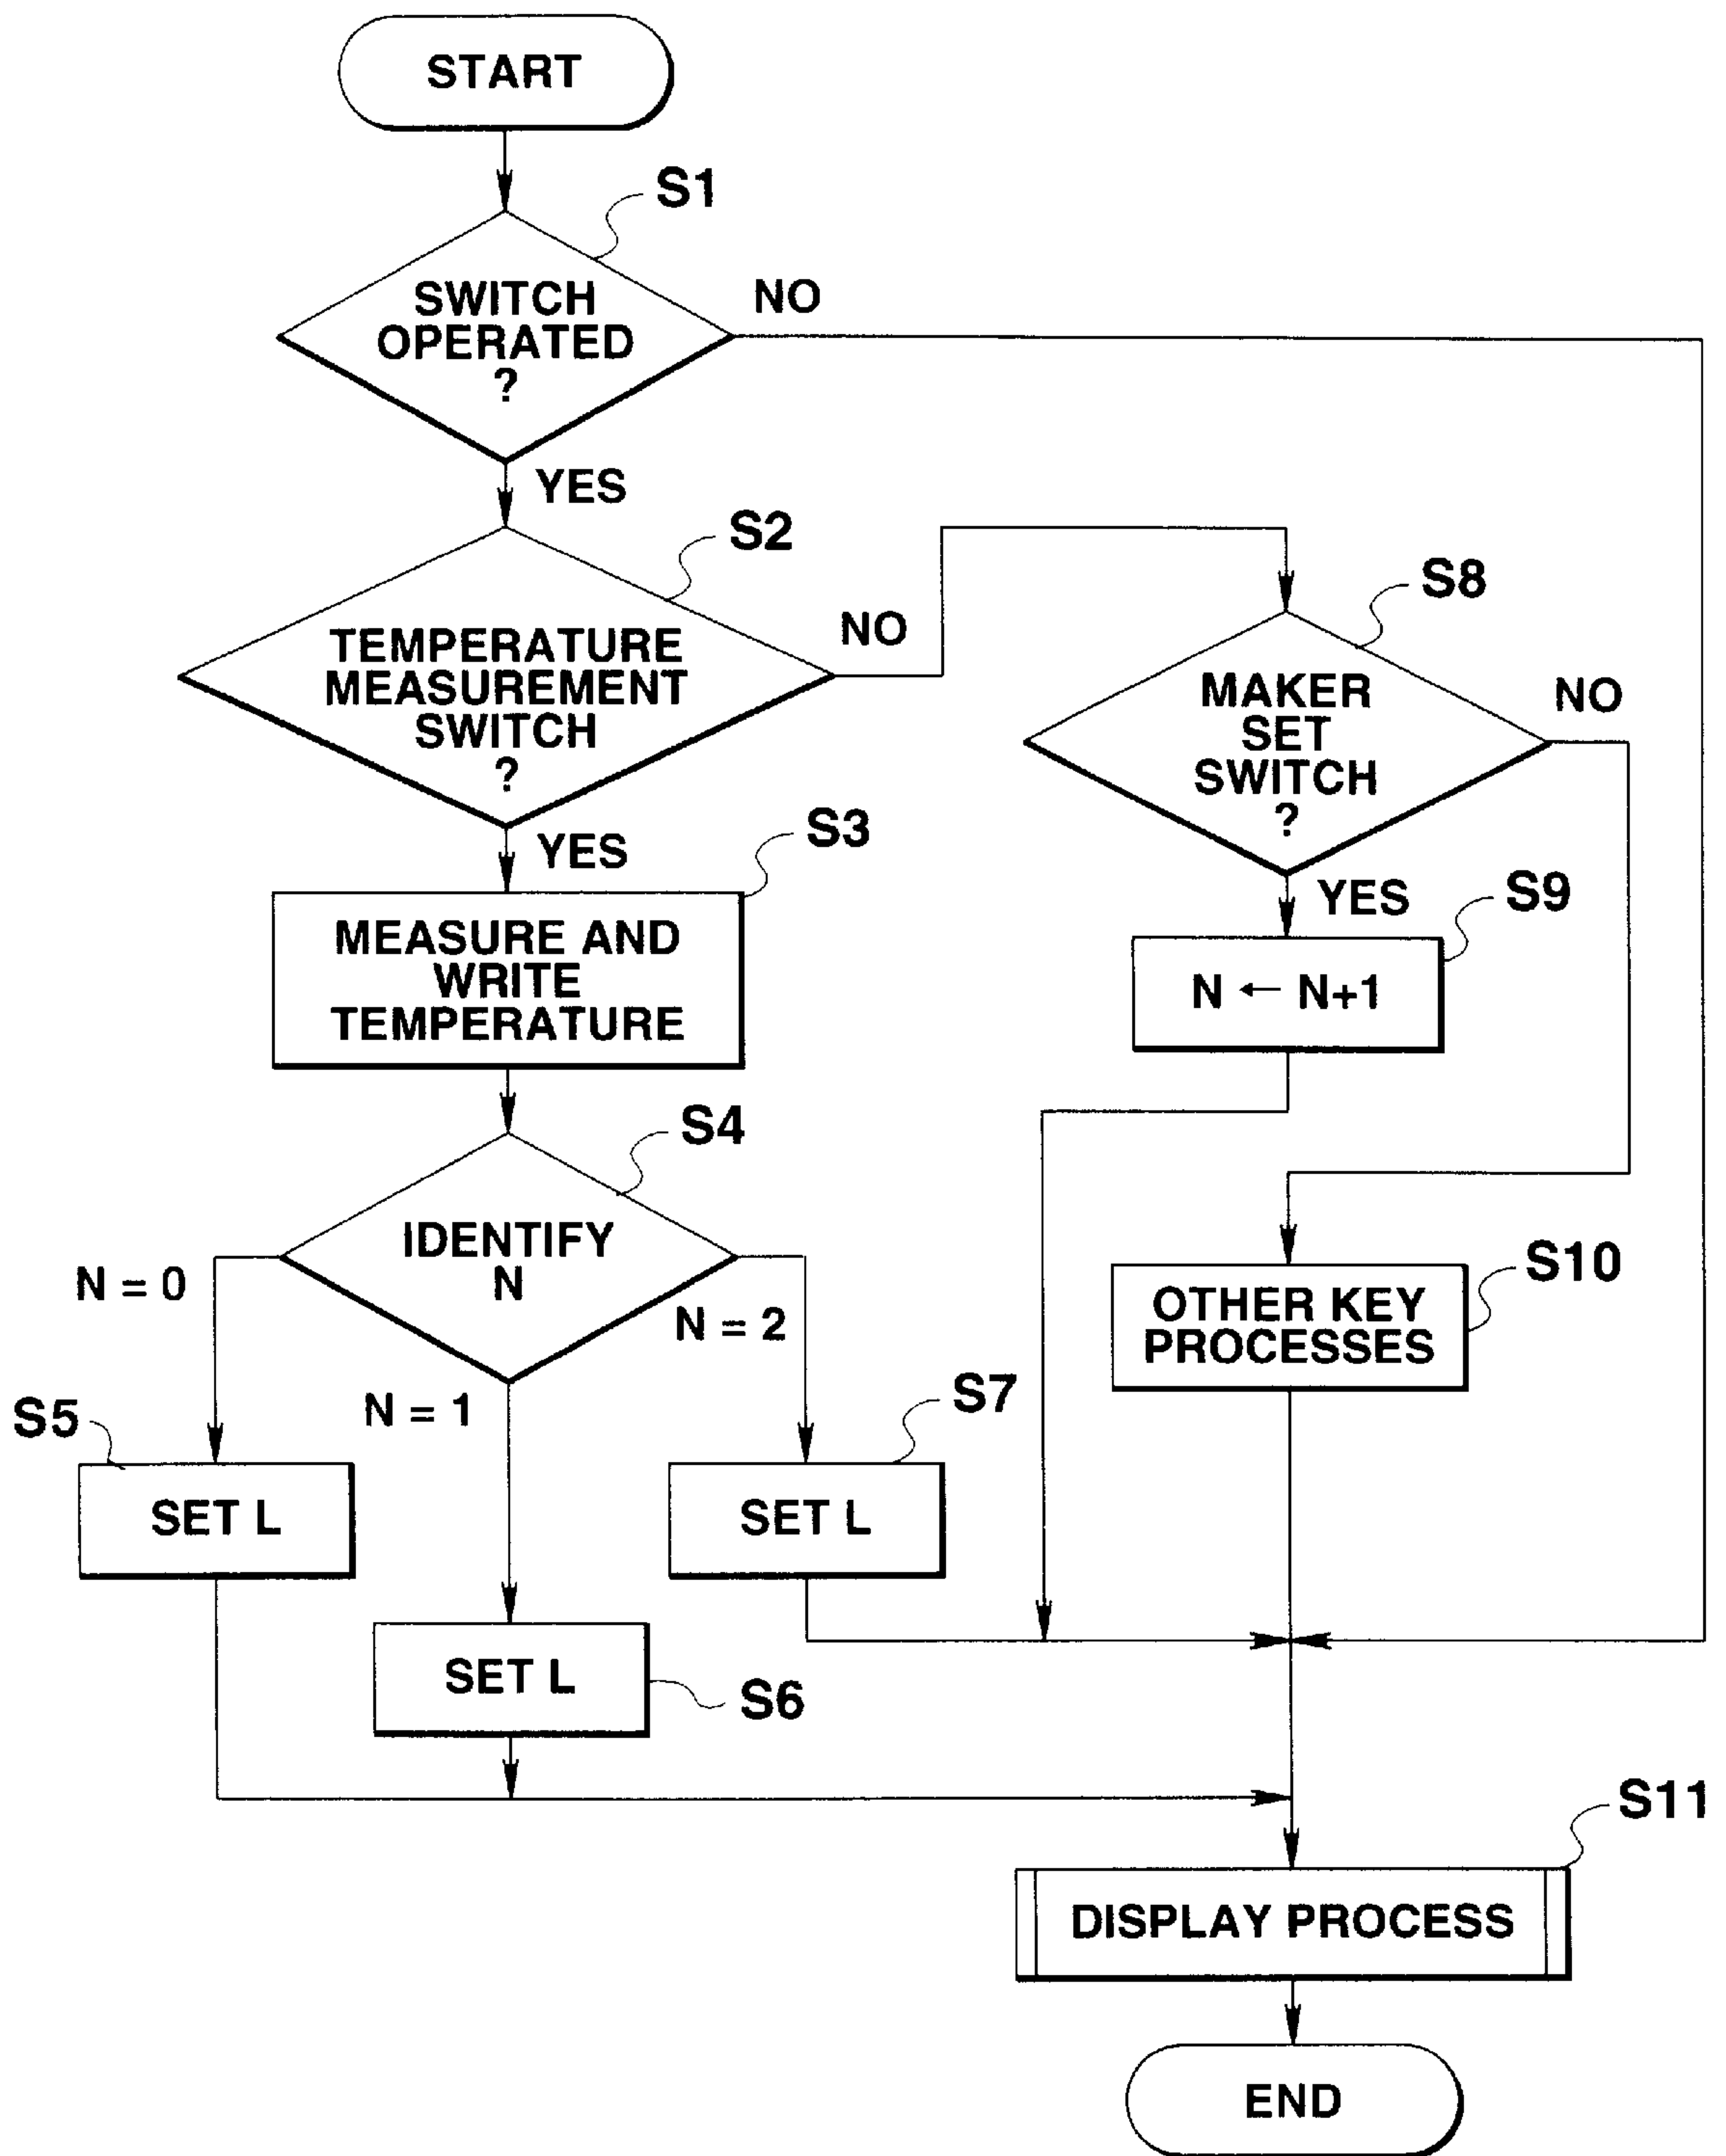 START
S1
SWITCH
OPERATED
?
NO
YES
S2
TEMPERATURE
MEASUREMENT
SWITCH
?
NO
S8
MAKER
SET
SWITCH
?
NO
YES
S3
MEASURE AND
WRITE
TEMPERATURE
YES
S9
N ← N+1
S4
IDENTIFY
N
N = 0
N = 1
N = 2
S10
OTHER KEY
PROCESSES
S5
SET L
S7
SET L
SET L
S6
S11
DISPLAY PROCESS
END